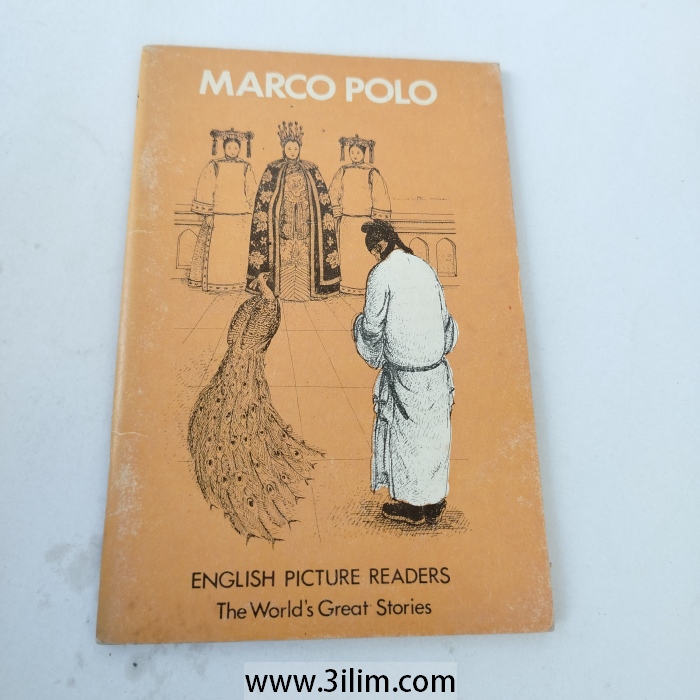 MARCO POLO
ENGLISH PICTURE READERS
The World's Great Stories
www.3ilim.com